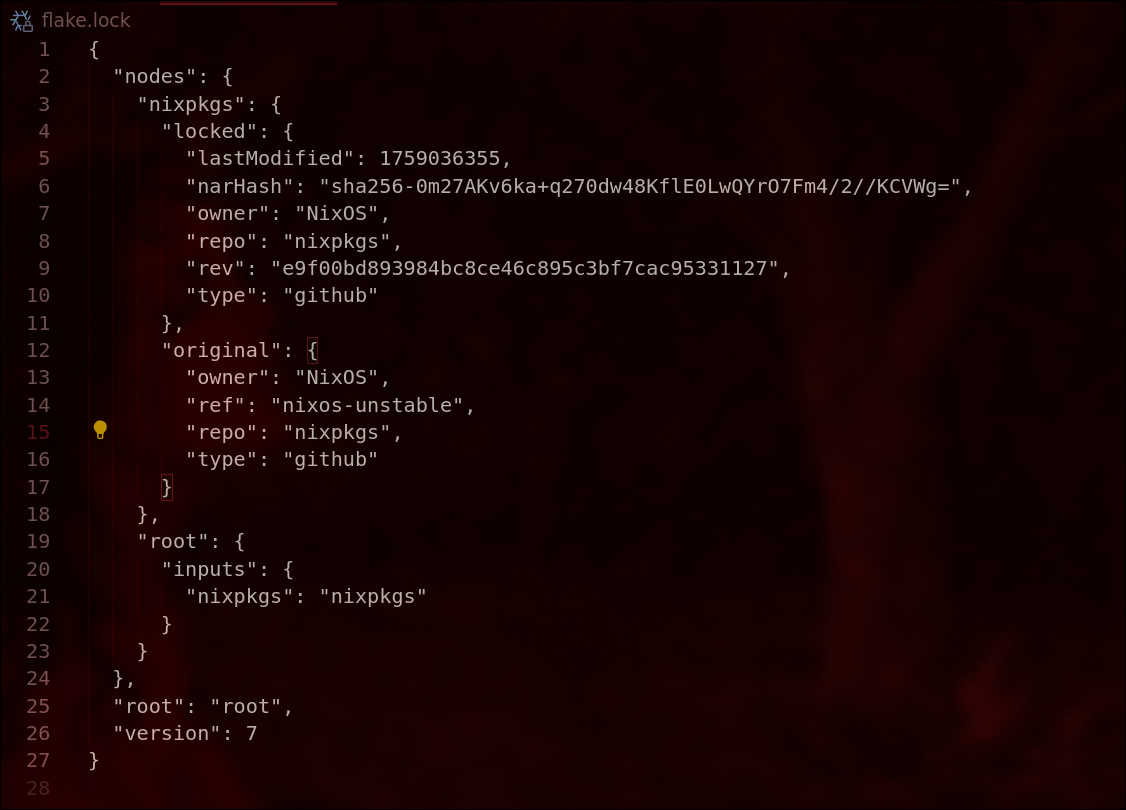 flake.lock
1 {
2 "nodes": {
3 "nixpkgs": {
4 "locked": {
5 "lastModified": 1759036355,
6 "narHash": "sha256-0m27AKv6ka+q270dw48KflE0LwQYrO7Fm4/2//KCVWg=",
7 "owner": "NixOS",
8 "repo": "nixpkgs",
9 "rev": "e9f00bd893984bc8ce46c895c3bf7cac95331127",
10 "type": "github"
11 },
12 "original": {
13 "owner": "NixOS",
14 "ref": "nixos-unstable",
15 "repo": "nixpkgs",
16 "type": "github"
17 }
18 },
19 "root": {
20 "inputs": {
21 "nixpkgs": "nixpkgs"
22 }
23 }
24 },
25 "root": "root",
26 "version": 7
27 }
28